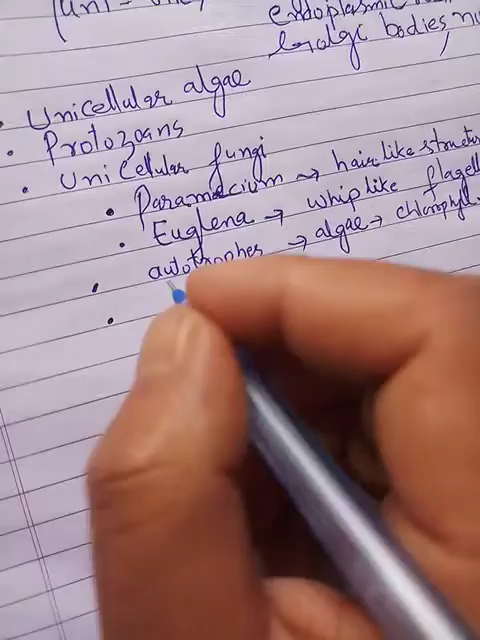 endoplasmic
Golgi bodies,
• Unicellular algae
• Protozoans
• Unicellular fungi
• Paramecium → hair like structure
• Euglena → whip like flagell
• autotrophes → algae → chlorophyll
•